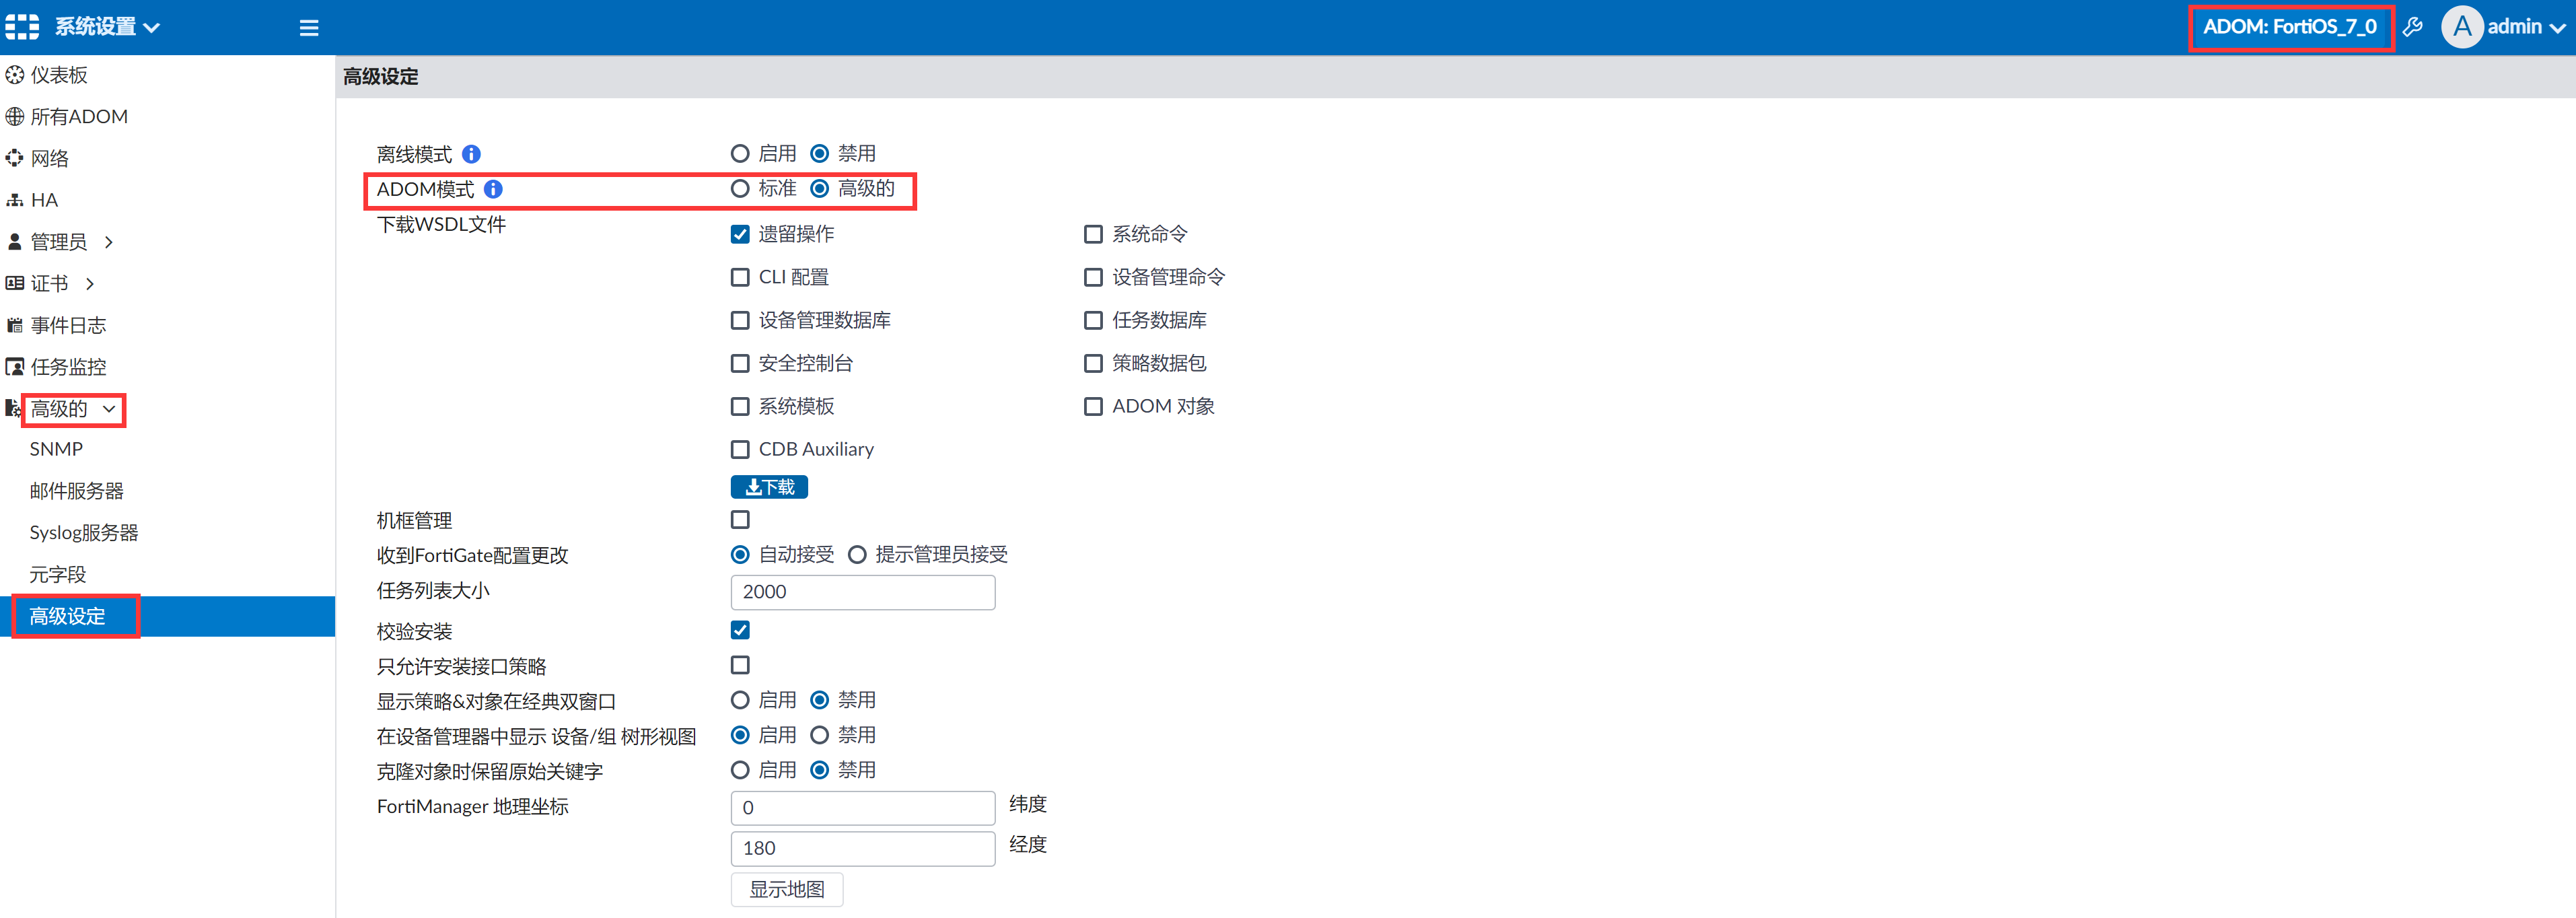 系统设置
ADOM: FortiOS_7_0
A admin
仪表板
所有ADOM
网络
HA
管理员
证书
事件日志
任务监控
高级的
SNMP
邮件服务器
Syslog服务器
元字段
高级设定
高级设定
离线模式 启用 禁用
ADOM模式 标准 高级的
下载WSDL文件
遗留操作 系统命令
CLI 配置 设备管理命令
设备管理数据库 任务数据库
安全控制台 策略数据包
系统模板 ADOM 对象
CDB Auxiliary
下载
机框管理
收到FortiGate配置更改 自动接受 提示管理员接受
任务列表大小 2000
校验安装
只允许安装接口策略
显示策略&对象在经典双窗口 启用 禁用
在设备管理器中显示 设备/组 树形视图 启用 禁用
克隆对象时保留原始关键字 启用 禁用
FortiManager 地理坐标 0 纬度
180 经度
显示地图